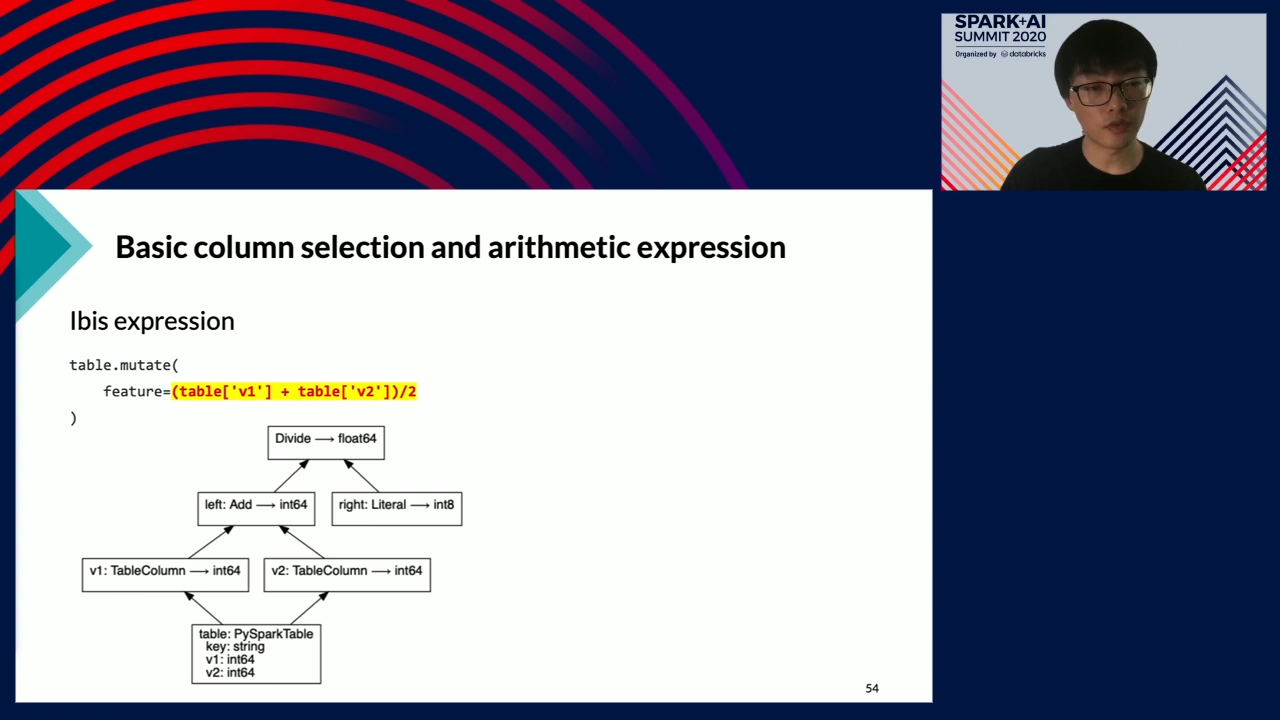 SPARK+AI
SUMMIT 2020
Organized by databricks
Basic column selection and arithmetic expression
Ibis expression
table.mutate(
feature=(table['v1'] + table['v2'])/2
)
Divide ⟶ float64
left: Add ⟶ int64
right: Literal ⟶ int8
v1: TableColumn ⟶ int64
v2: TableColumn ⟶ int64
table: PySparkTable
key: string
v1: int64
v2: int64
54